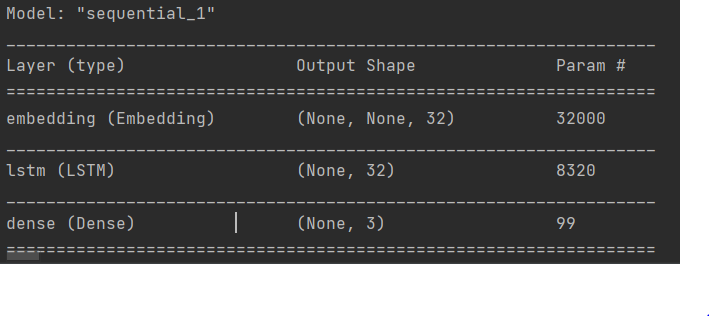 Model: "sequential_1"
_________________________________________________________________
Layer (type)                 Output Shape              Param #
=================================================================
embedding (Embedding)        (None, None, 32)          32000
_________________________________________________________________
lstm (LSTM)                  (None, 32)                8320
_________________________________________________________________
dense (Dense)                (None, 3)                 99
=================================================================